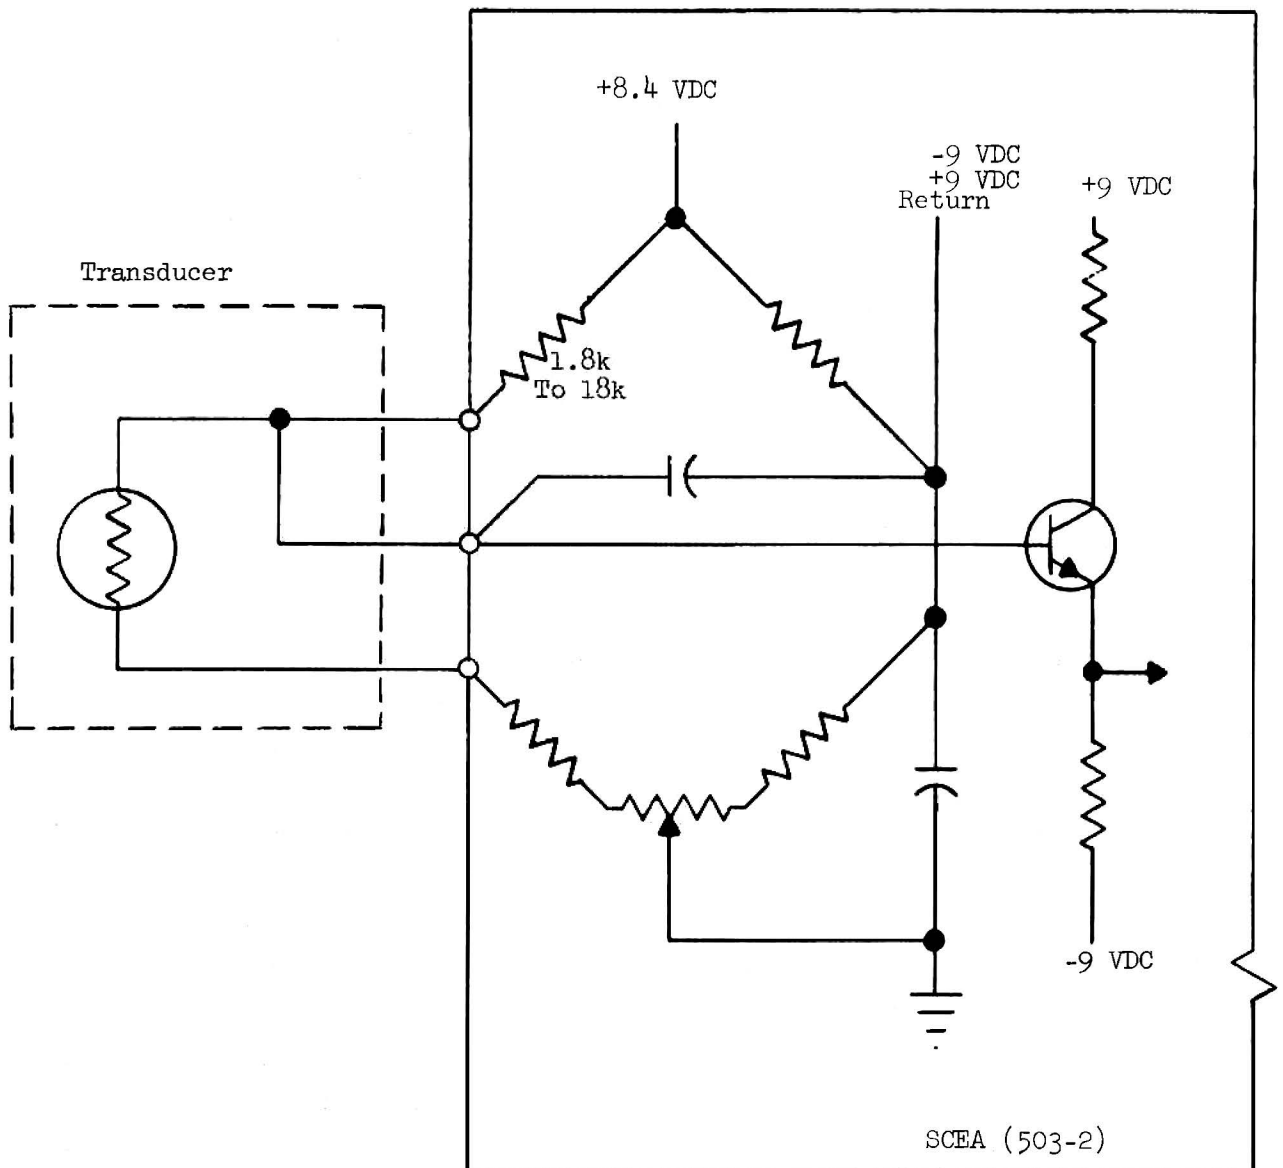 +8.4 VDC
-9 VDC
+9 VDC
Return
+9 VDC
Transducer
1.8k
To 18k
-9 VDC
SCEA (503-2)